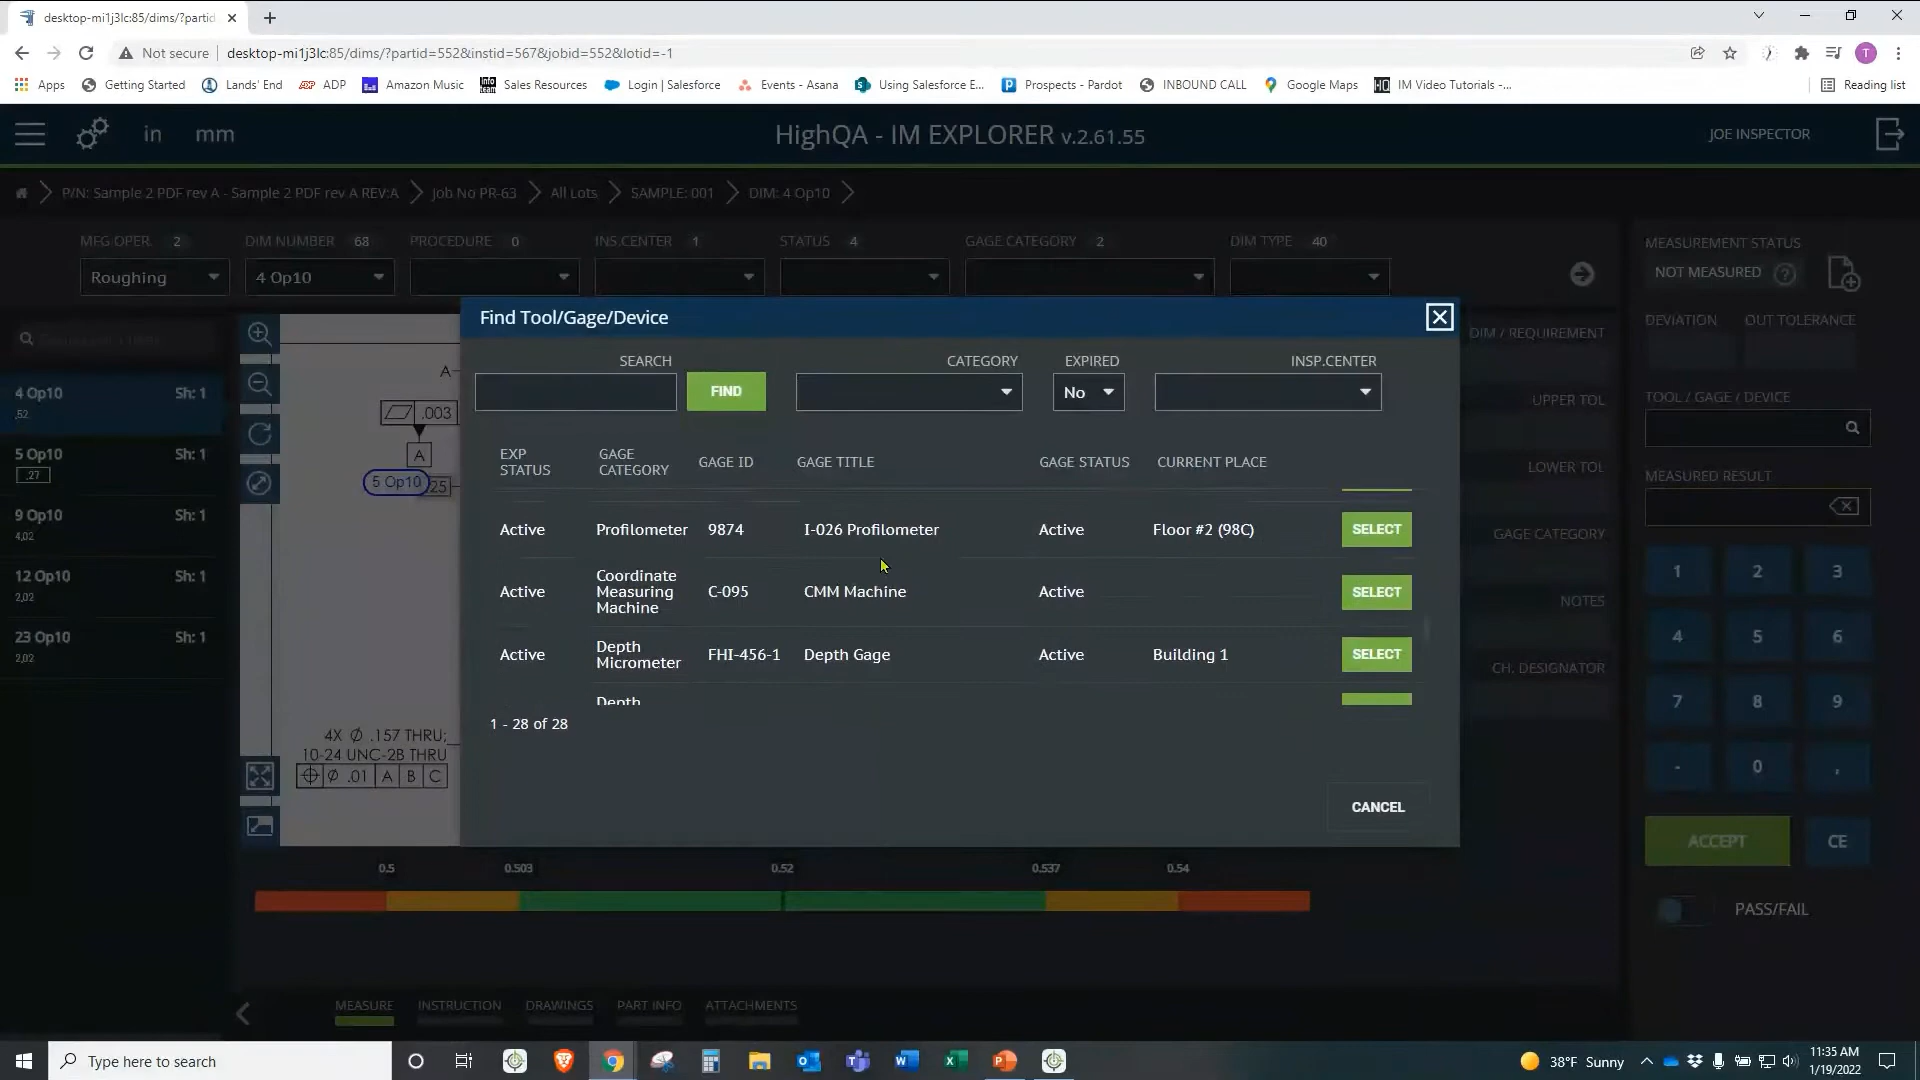 desktop-mi1j3lc:85/dims/?partid
Not secure desktop-mi1j3lc:85/dims/?partid=552&instid=567&jobid=552&lotid=-1
T
Apps Getting Started Lands' End ADP Amazon Music Sales Resources Login | Salesforce Events - Asana Using Salesforce E... Prospects - Pardot INBOUND CALL Google Maps IM Video Tutorials -... Reading list
in mm HighQA - IM EXPLORER v.2.61.55 JOE INSPECTOR
P/N: Sample 2 PDF rev A - Sample 2 PDF rev A REV:A Job No PR-63 All Lots SAMPLE: 001 DIM: 4 Op10
MFG OPER. 2 DIM NUMBER 68 PROCEDURE 0 INS.CENTER 1 STATUS 4 GAGE CATEGORY 2 DIM TYPE 40
Roughing 4 Op10
MEASUREMENT STATUS
NOT MEASURED ?
DEVIATION OUT TOLERANCE
TOOL / GAGE / DEVICE
MEASURED RESULT
1 2 3
4 5 6
7 8 9
- 0 ,
ACCEPT CE
PASS/FAIL
DIM / REQUIREMENT
UPPER TOL
LOWER TOL
GAGE CATEGORY
NOTES
CH. DESIGNATOR
4 Op10 Sh: 1
.52
5 Op10 Sh: 1
.27
9 Op10 Sh: 1
4,02
12 Op10 Sh: 1
2,02
23 Op10 Sh: 1
2,02
A
.003
A
5 Op10 25
4X Ø .157 THRU;
10-24 UNC-2B THRU
Ø .01 A B C
Find Tool/Gage/Device
SEARCH CATEGORY EXPIRED INSP.CENTER
FIND No
EXP STATUS GAGE CATEGORY GAGE ID GAGE TITLE GAGE STATUS CURRENT PLACE
Active Profilometer 9874 I-026 Profilometer Active Floor #2 (98C) SELECT
Active Coordinate Measuring Machine C-095 CMM Machine Active SELECT
Active Depth Micrometer FHI-456-1 Depth Gage Active Building 1 SELECT
Depth
1 - 28 of 28
CANCEL
0.5 0.503 0.52 0.537 0.54
MEASURE INSTRUCTION DRAWINGS PART INFO ATTACHMENTS
Type here to search
38°F Sunny
11:35 AM
1/19/2022